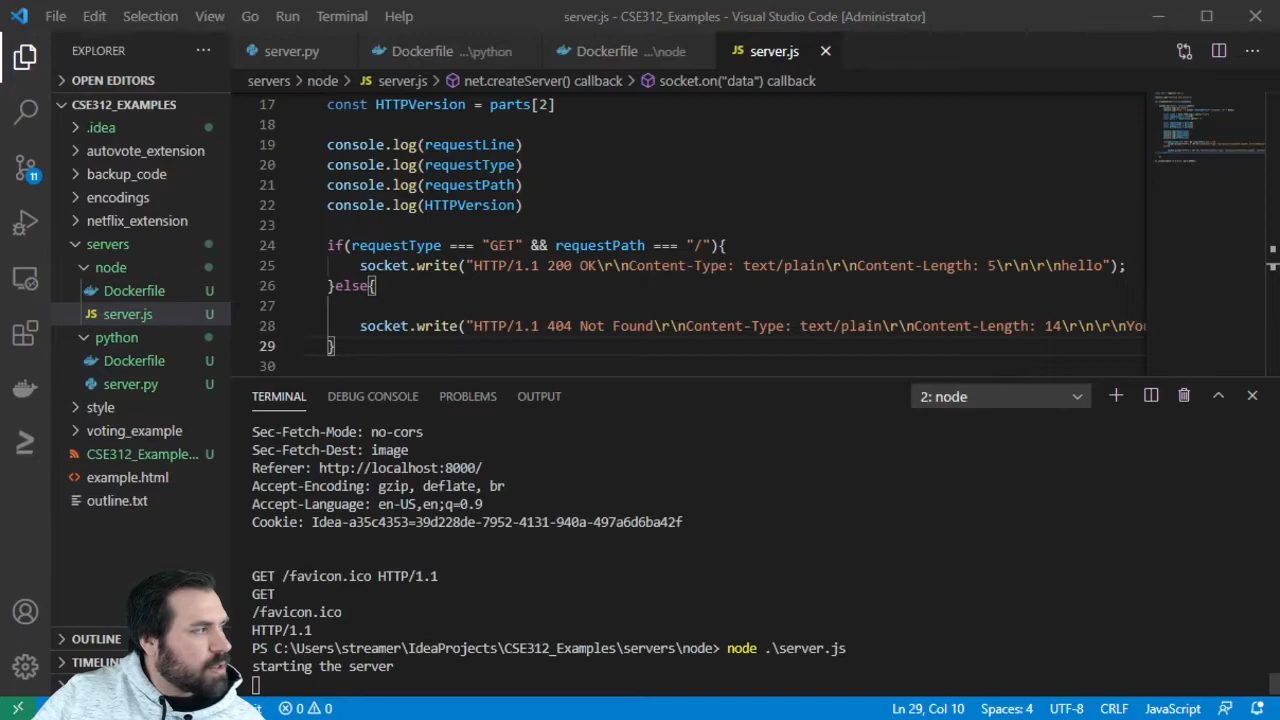 File Edit Selection View Go Run Terminal Help
server.js - CSE312_Examples - Visual Studio Code [Administrator]
EXPLORER
server.py
Dockerfile ...\python
Dockerfile ...\node
server.js
OPEN EDITORS
servers > node > server.js > net.createServer() callback > socket.on("data") callback
CSE312_EXAMPLES
.idea
autovote_extension
backup_code
encodings
netflix_extension
servers
node
Dockerfile U
server.js U
python
Dockerfile U
server.py U
style
voting_example
CSE312_Example... U
example.html
outline.txt
OUTLINE
11
17 const HTTPVersion = parts[2]
18
19 console.log(requestLine)
20 console.log(requestType)
21 console.log(requestPath)
22 console.log(HTTPVersion)
23
24 if(requestType === "GET" && requestPath === "/"){
25 socket.write("HTTP/1.1 200 OK\r\nContent-Type: text/plain\r\nContent-Length: 5\r\n\r\nhello");
26 }else{
27
28 socket.write("HTTP/1.1 404 Not Found\r\nContent-Type: text/plain\r\nContent-Length: 14\r\n\r\nYou
29 }
30
TERMINAL DEBUG CONSOLE PROBLEMS OUTPUT
2: node
Sec-Fetch-Mode: no-cors
Sec-Fetch-Dest: image
Referer: http://localhost:8000/
Accept-Encoding: gzip, deflate, br
Accept-Language: en-US,en;q=0.9
Cookie: Idea-a35c4353=39d228de-7952-4131-940a-497a6d6ba42f
GET /favicon.ico HTTP/1.1
GET
/favicon.ico
HTTP/1.1
PS C:\Users\streamer\IdeaProjects\CSE312_Examples\servers\node> node .\server.js
starting the server
0 0
Ln 29, Col 10 Spaces: 4 UTF-8 CRLF JavaScript